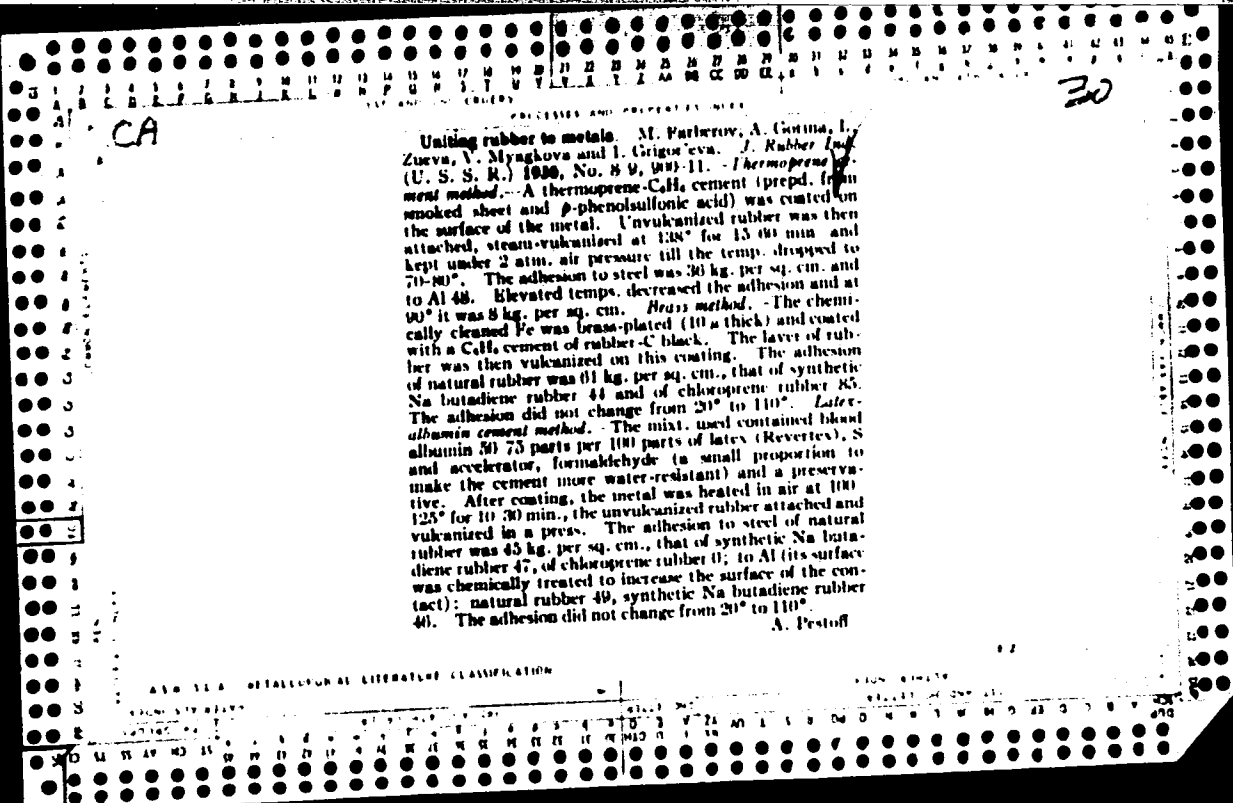 CA
30
PROCESSES AND PROPERTIES INDEX
Uniting rubber to metals. M. Farberov, A. Gorina, I.
Zueva, V. Myagkova and I. Grigor'eva. J. Rubber Ind.
(U. S. S. R.) 1936, No. 8-9, 900-11.—Thermoprene ce-
ment method.—A thermoprene-C₆H₆ cement (prepd. from
smoked sheet and p-phenolsulfonic acid) was coated on
the surface of the metal. Unvulcanized rubber was then
attached, steam-vulcanized at 138° for 15-60 min and
kept under 2 atm. air pressure till the temp. dropped to
70-80°. The adhesion to steel was 36 kg. per sq. cm. and
to Al 48. Elevated temps. decreased the adhesion and at
90° it was 8 kg. per sq. cm. Brass method.—The chemi-
cally cleaned Fe was brass-plated (10 μ thick) and coated
with a C₆H₆ cement of rubber-C black. The layer of rub-
ber was then vulcanized on this coating. The adhesion
of natural rubber was 61 kg. per sq. cm., that of synthetic
Na butadiene rubber 44 and of chloroprene rubber 85.
The adhesion did not change from 20° to 110°. Latex-
albumin cement method.—The mixt. used contained blood
albumin 50-75 parts per 100 parts of latex (Revertex), S
and accelerator, formaldehyde (a small proportion to
make the cement more water-resistant) and a preserva-
tive. After coating, the metal was heated in air at 100-
125° for 10-30 min., the unvulcanized rubber attached and
vulcanized in a press. The adhesion to steel of natural
rubber was 45 kg. per sq. cm., that of synthetic Na buta-
diene rubber 47, of chloroprene rubber 0; to Al (its surface
was chemically treated to increase the surface of the con-
tact): natural rubber 49, synthetic Na butadiene rubber
46. The adhesion did not change from 20° to 110°.
A. Pestoff
METALLURGICAL LITERATURE CLASSIFICATION